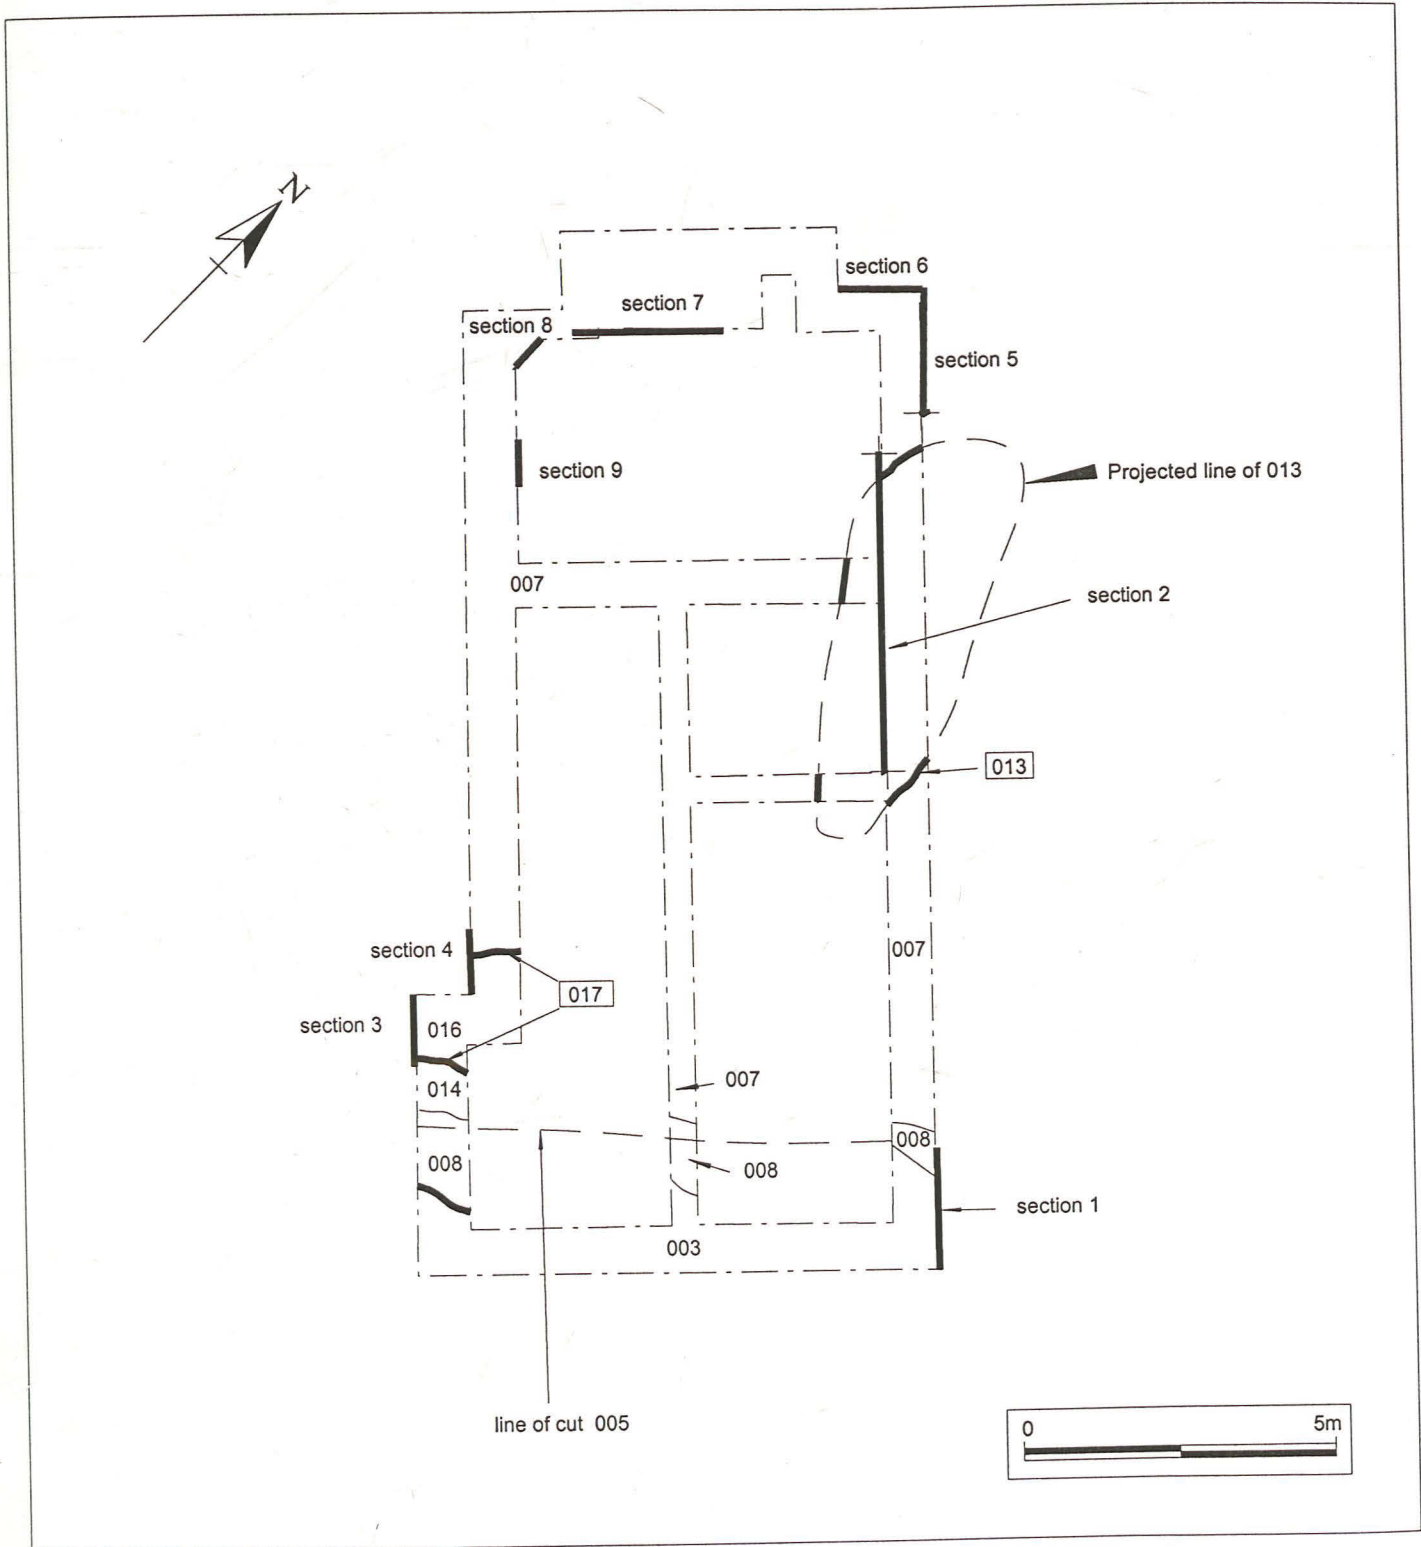 N
section 6
section 7
section 8
section 5
section 9
Projected line of 013
007
section 2
013
section 4
007
017
section 3
016
007
014
008
008
008
section 1
003
line of cut 005
0 5m